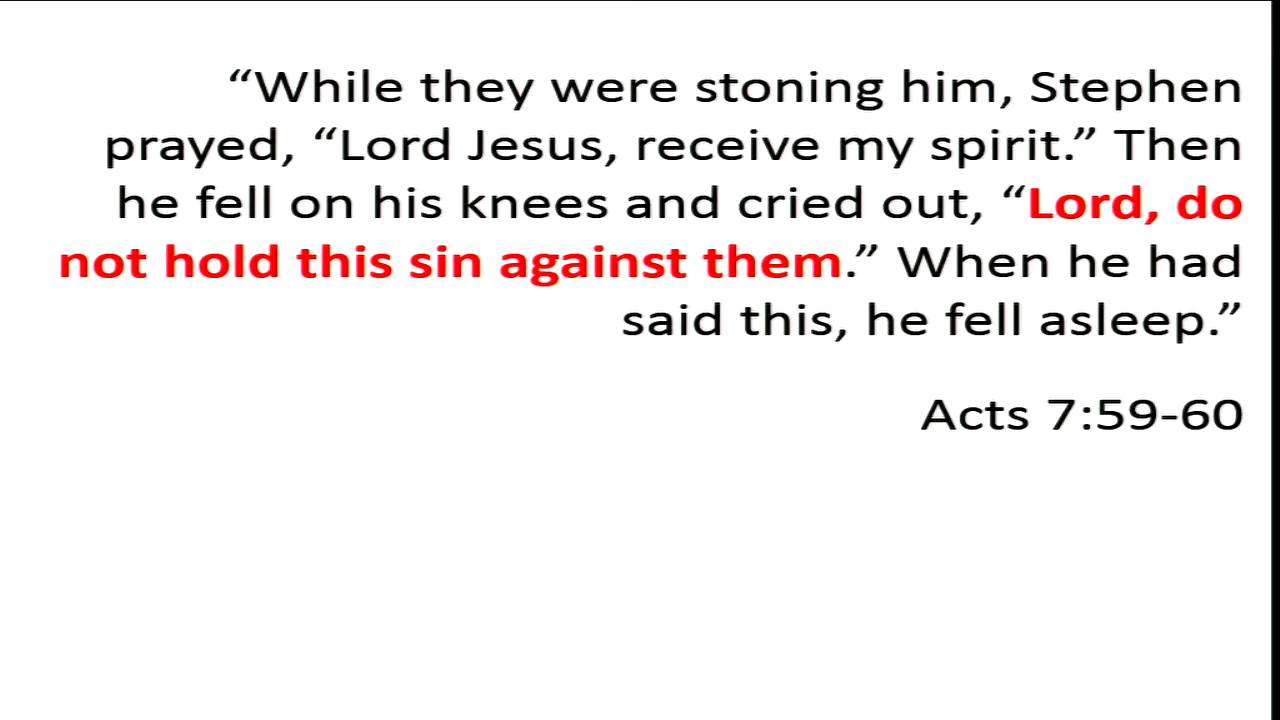 “While they were stoning him, Stephen
prayed, “Lord Jesus, receive my spirit.” Then
he fell on his knees and cried out, “Lord, do
not hold this sin against them.” When he had
said this, he fell asleep.”
Acts 7:59-60